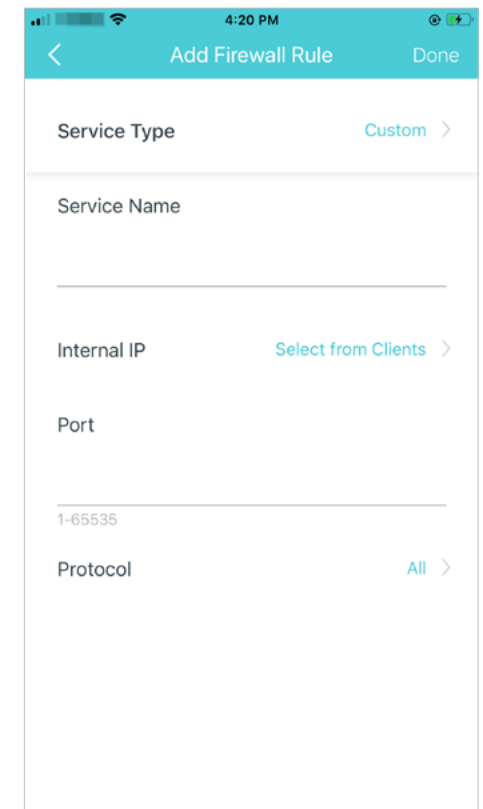 4:20 PM
Add Firewall Rule Done
Service Type Custom
Service Name
Internal IP Select from Clients
Port
1-65535
Protocol All